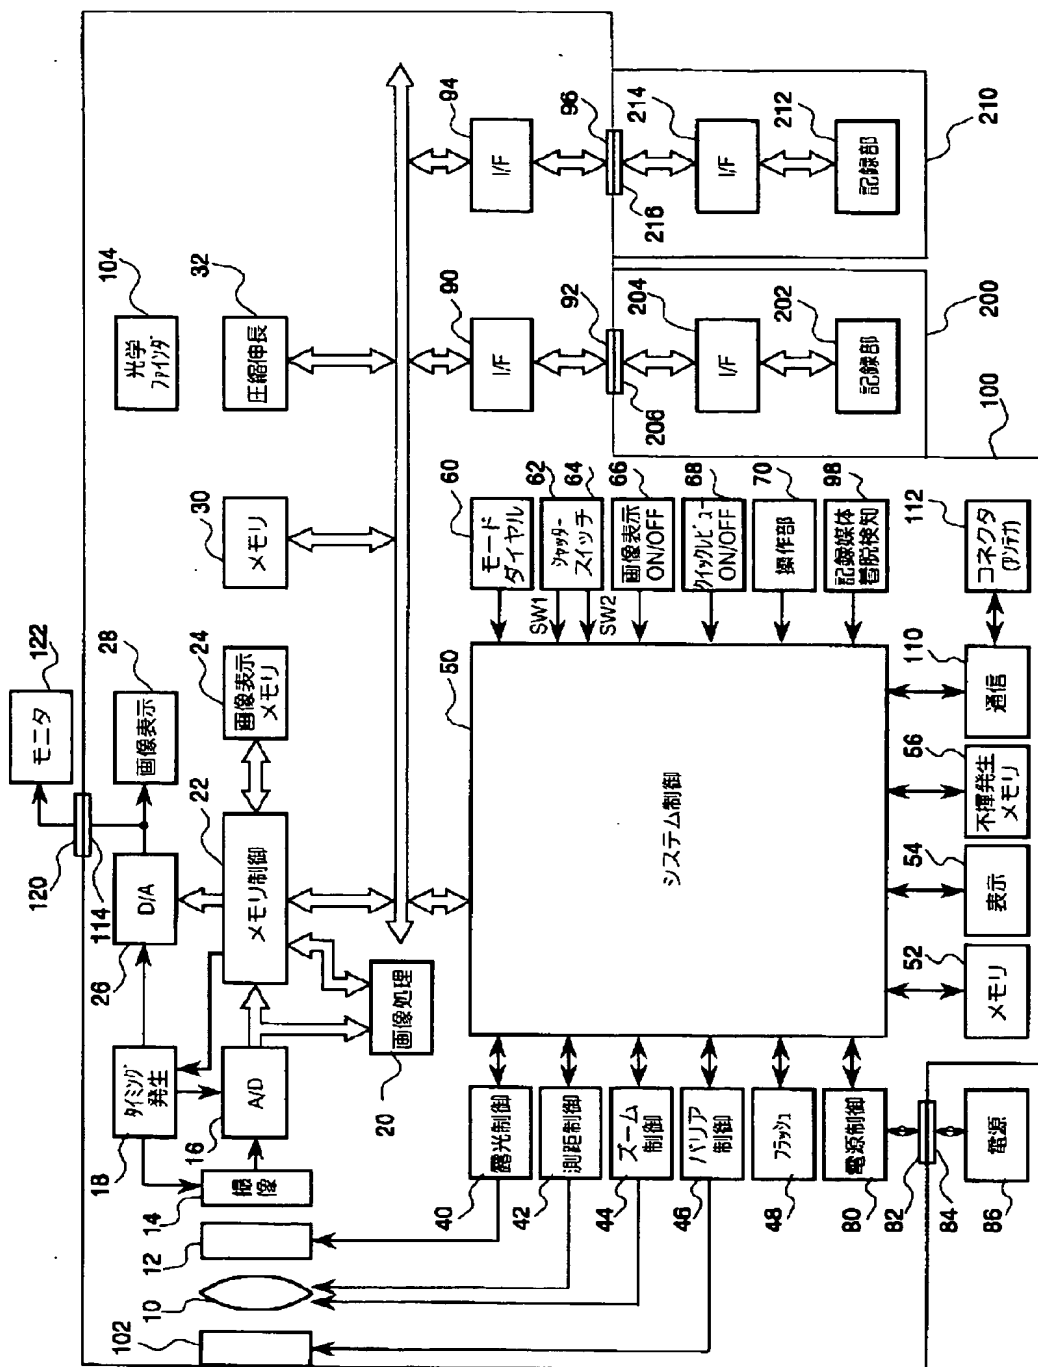 モニタ
122
120
114
28
画像表示
104
光学
ファインダ
D/A
26
22
メモリ制御
24
画像表示
メモリ
30
メモリ
32
圧縮伸長
18
タイミング
発生
16
A/D
20
画像処理
14
撮像
12
10
102
94
I/F
96
216
214
I/F
212
記録部
210
90
I/F
92
206
204
I/F
202
記録部
200
100
60
モード
ダイヤル
62
64
シャッター
スイッチ
SW1
SW2
66
画像表示
ON/OFF
68
クイックレビュー
ON/OFF
70
操作部
98
記録媒体
着脱検知
50
システム制御
40
露光制御
42
測距制御
44
ズーム
制御
46
バリア
制御
48
フラッシュ
80
電源制御
82
84
86
電源
52
メモリ
54
表示
56
不揮発生
メモリ
110
通信
112
コネクタ
(アンテナ)